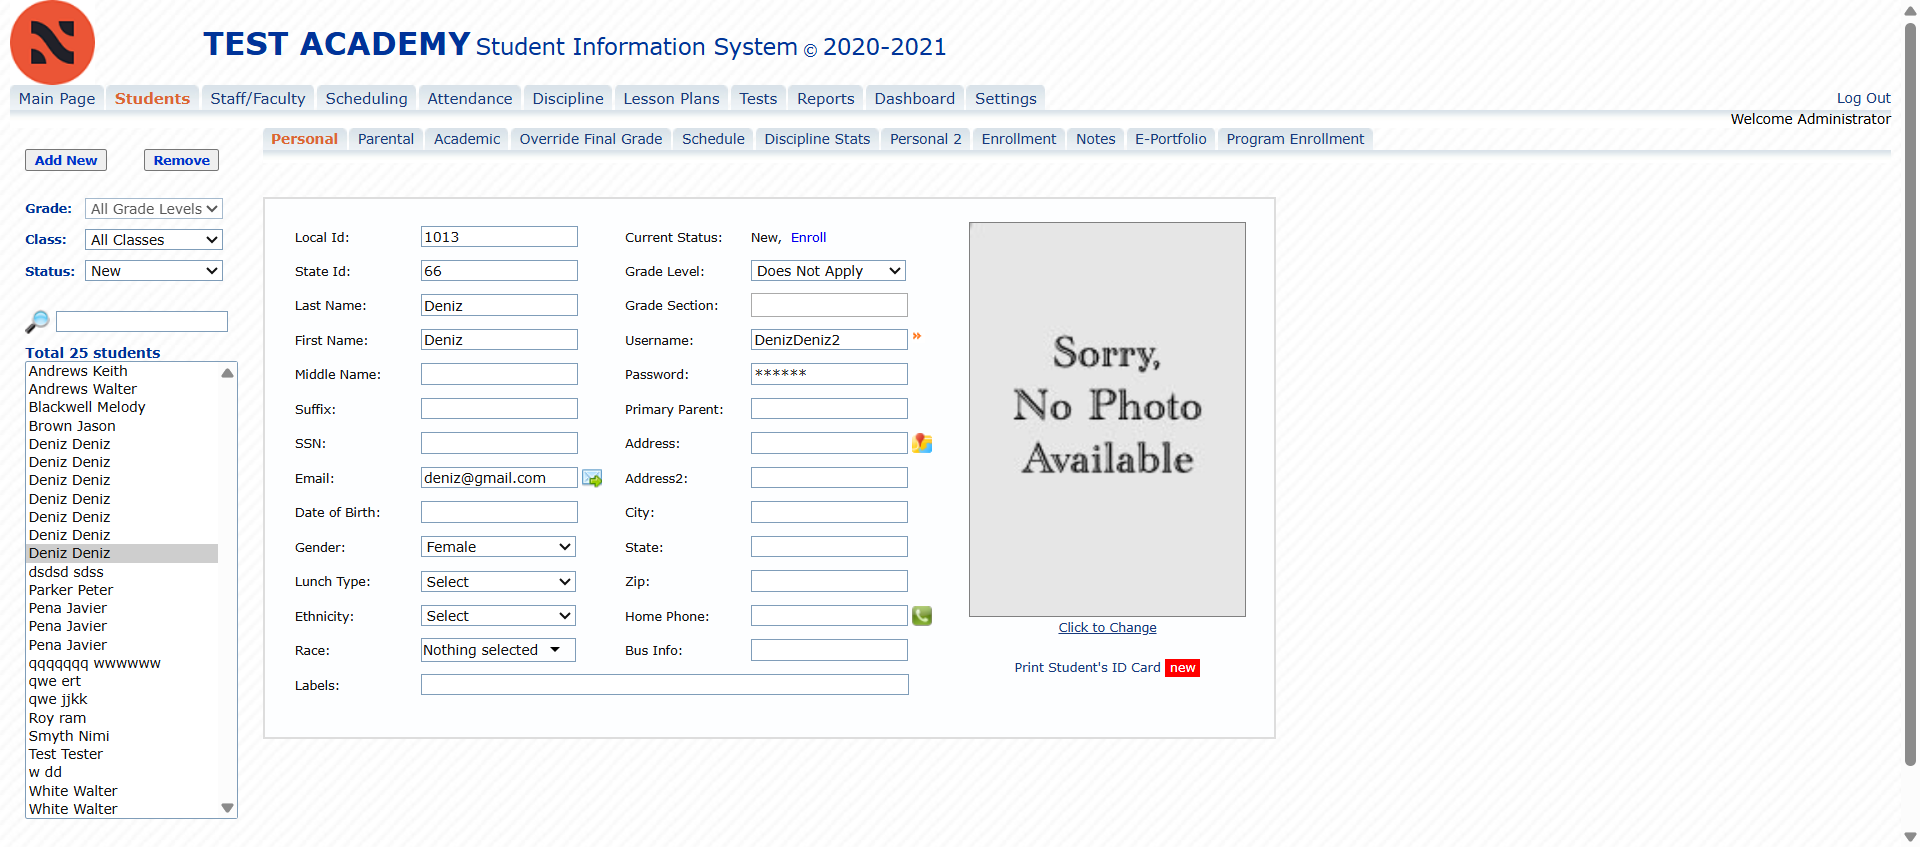 TEST ACADEMY Student Information System © 2020-2021
Main Page Students Staff/Faculty Scheduling Attendance Discipline Lesson Plans Tests Reports Dashboard Settings Log Out
Welcome Administrator
Personal Parental Academic Override Final Grade Schedule Discipline Stats Personal 2 Enrollment Notes E-Portfolio Program Enrollment
Add New Remove
Grade: All Grade Levels
Class: All Classes
Status: New
Total 25 students
Andrews Keith
Andrews Walter
Blackwell Melody
Brown Jason
Deniz Deniz
Deniz Deniz
Deniz Deniz
Deniz Deniz
Deniz Deniz
Deniz Deniz
Deniz Deniz
dsdsd sdss
Parker Peter
Pena Javier
Pena Javier
Pena Javier
qqqqqqq wwwwww
qwe ert
qwe jjkk
Roy ram
Smyth Nimi
Test Tester
w dd
White Walter
White Walter
Local Id: 1013
State Id: 66
Last Name: Deniz
First Name: Deniz
Middle Name:
Suffix:
SSN:
Email: deniz@gmail.com
Date of Birth:
Gender: Female
Lunch Type: Select
Ethnicity: Select
Race: Nothing selected
Labels:
Current Status: New, Enroll
Grade Level: Does Not Apply
Grade Section:
Username: DenizDeniz2 »
Password: ******
Primary Parent:
Address:
Address2:
City:
State:
Zip:
Home Phone:
Bus Info:
Sorry,
No Photo
Available
Click to Change
Print Student's ID Card new